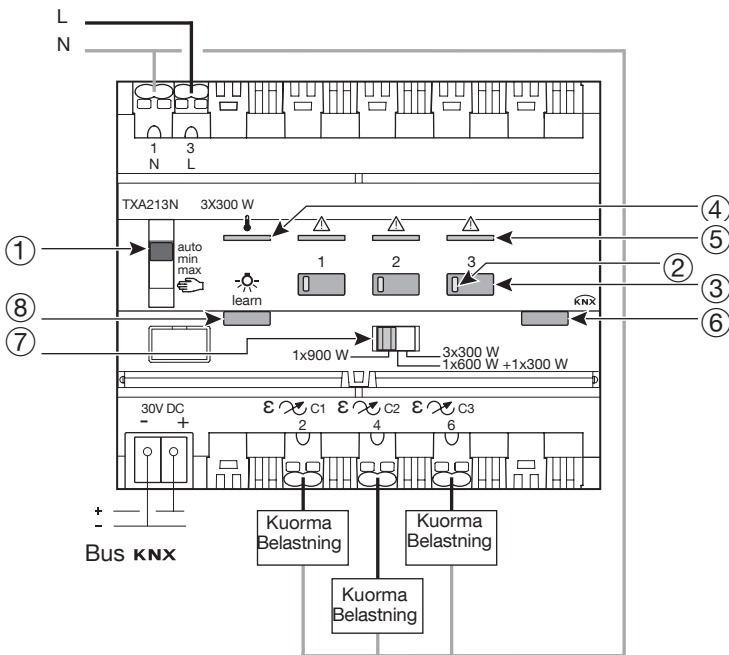 L
N
1 3
N L
TXA213N 3X300 W
④
⑤
① auto
min
max
1 2 3
②
③
learn
KNX
⑧
⑥
⑦
1x900 W 3x300 W
1x600 W +1x300 W
30V DC
- +
ε C1 ε C2 ε C3
2 4 6
+
-
Bus KNX
Kuorma
Belastning
Kuorma
Belastning
Kuorma
Belastning